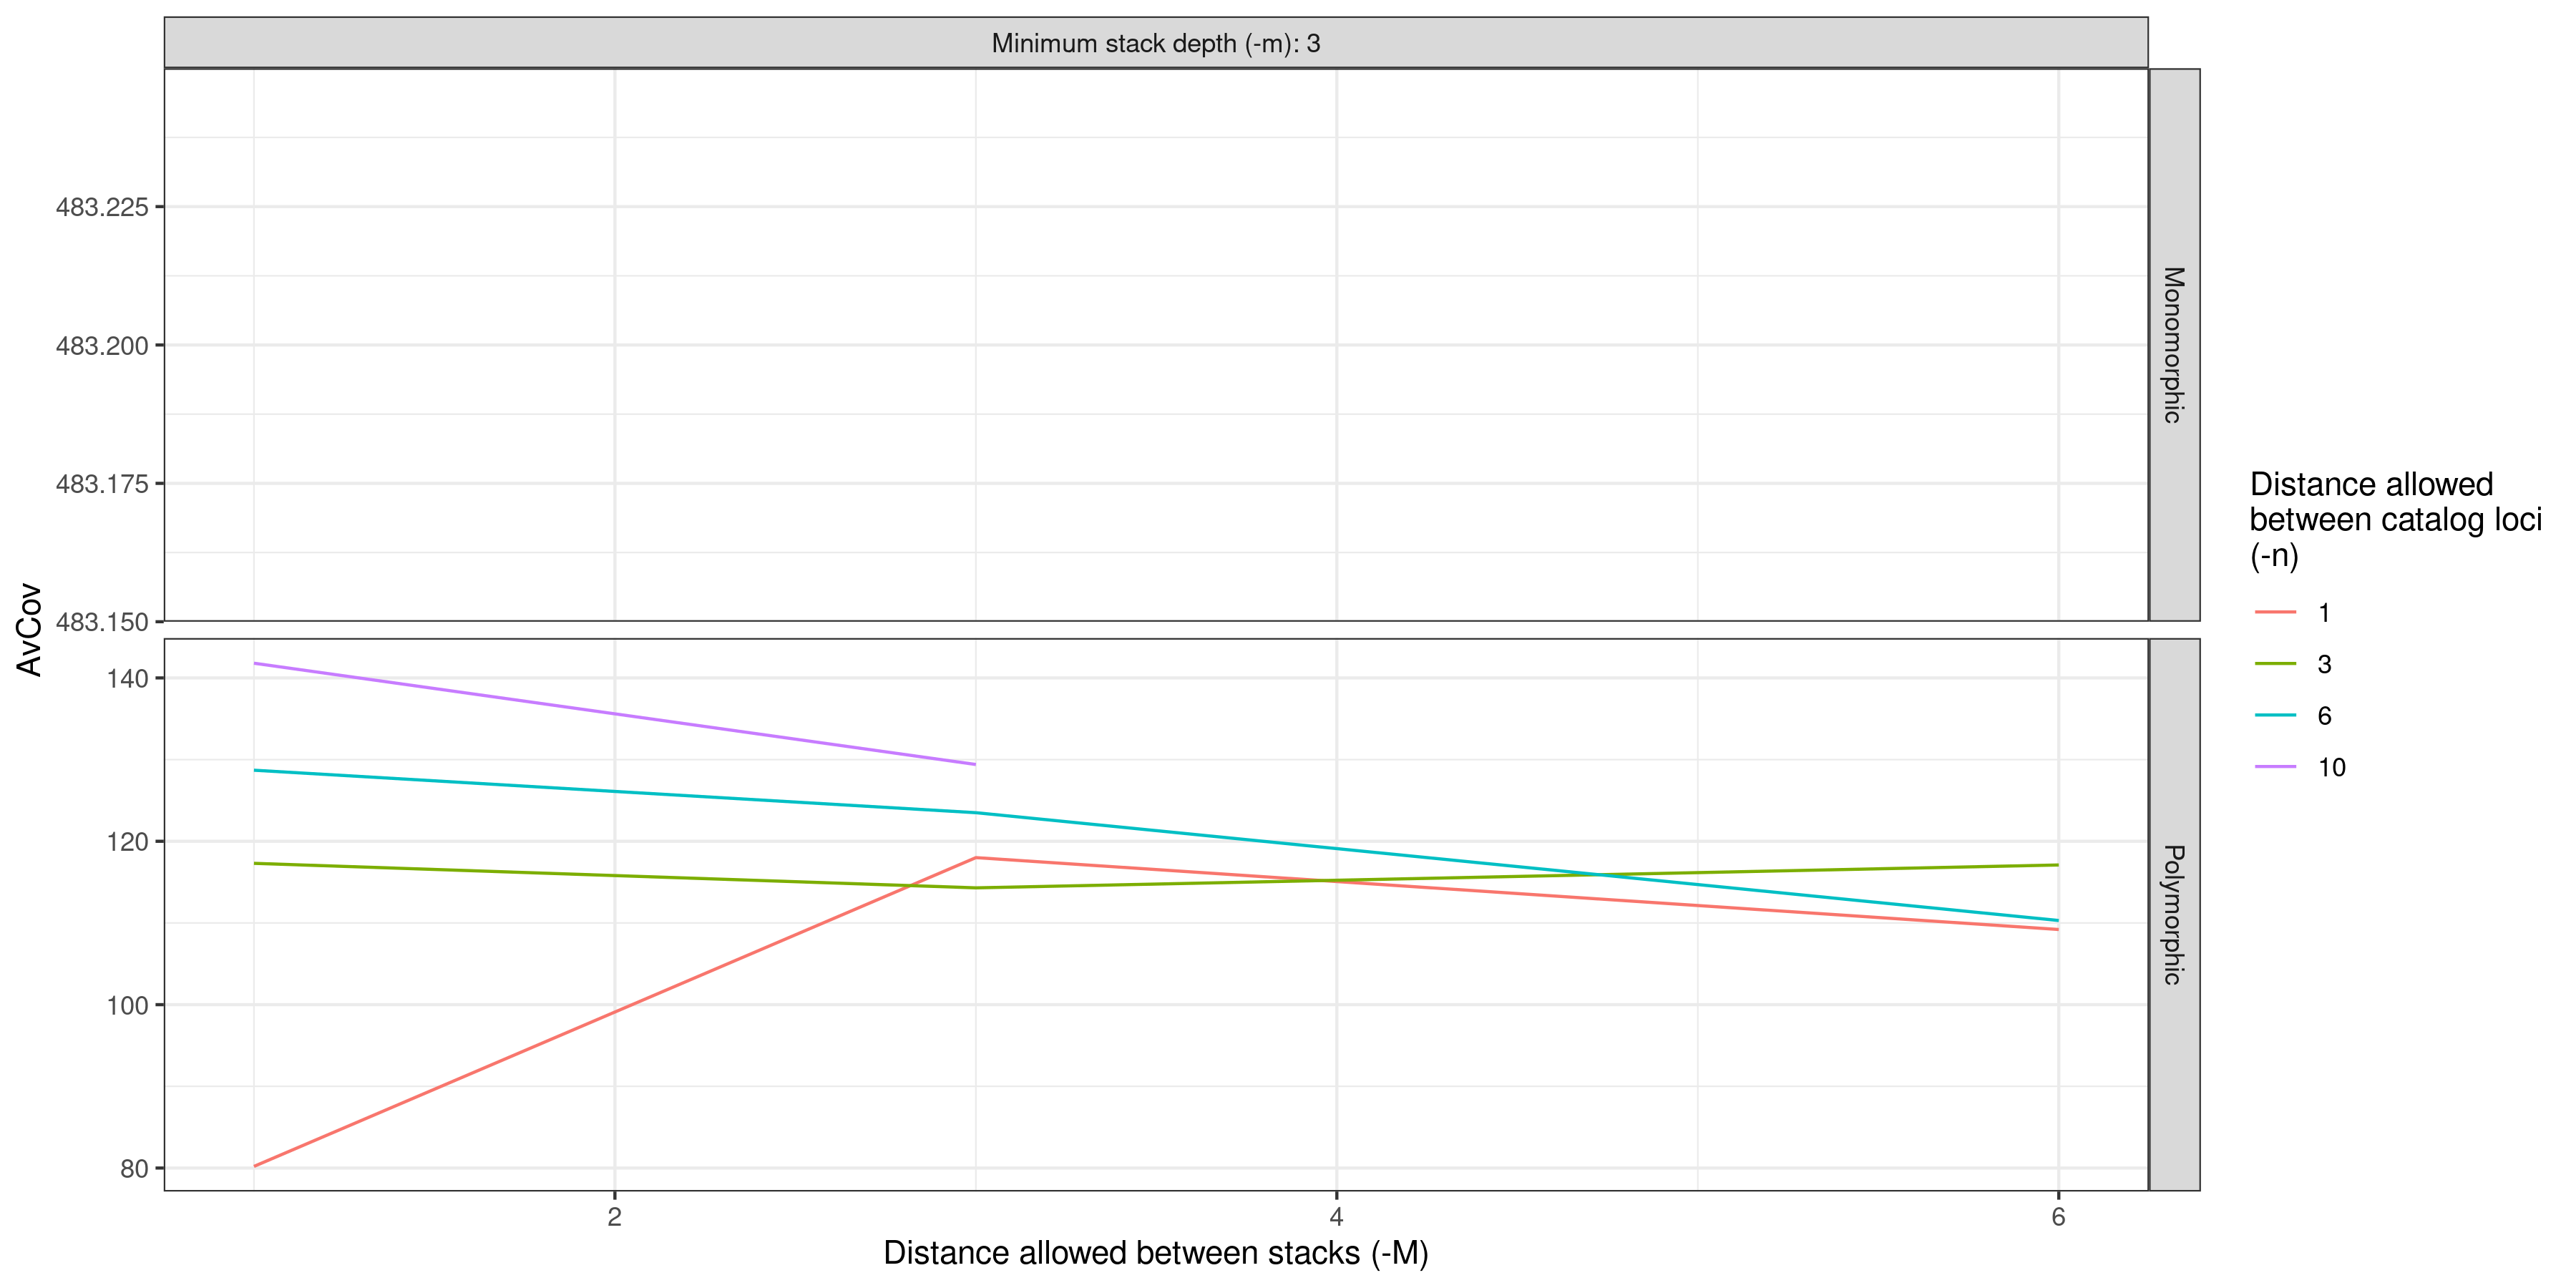 Minimum stack depth (-m): 3
483.225
483.200
483.175
483.150
Monomorphic
AvCov
140
120
100
80
Polymorphic
2
4
6
Distance allowed between stacks (-M)
Distance allowed
between catalog loci
(-n)
1
3
6
10